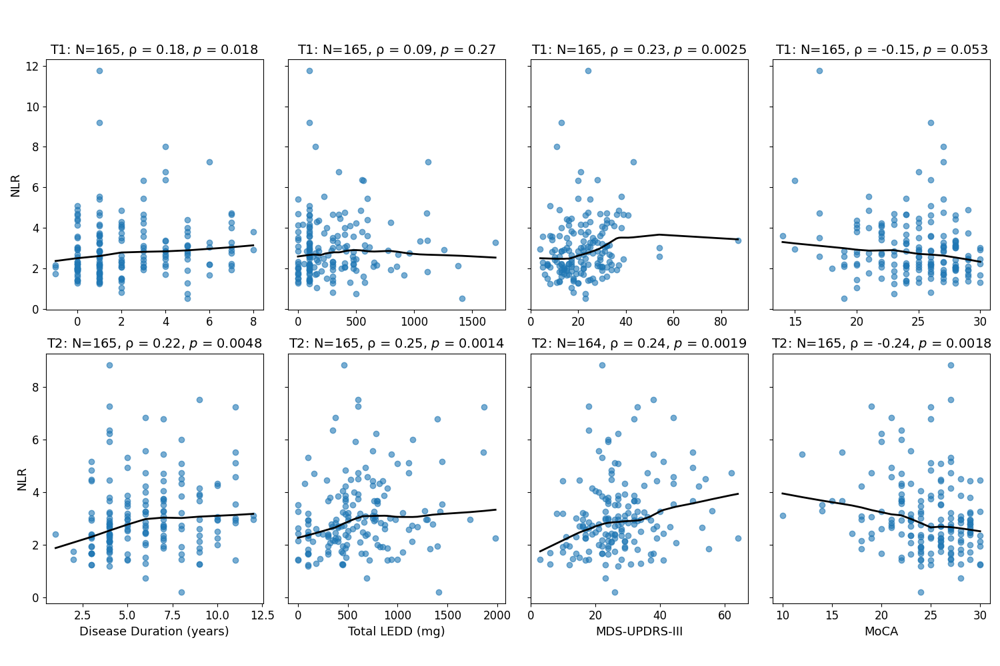 T1: N=165, ρ = 0.18, p = 0.018
T1: N=165, ρ = 0.09, p = 0.27
T1: N=165, ρ = 0.23, p = 0.0025
T1: N=165, ρ = -0.15, p = 0.053
12
10
8
6
4
2
0
NLR
0 2 4 6 8
0 500 1000 1500
0 20 40 60 80
15 20 25 30
T2: N=165, ρ = 0.22, p = 0.0048
T2: N=165, ρ = 0.25, p = 0.0014
T2: N=164, ρ = 0.24, p = 0.0019
T2: N=165, ρ = -0.24, p = 0.0018
8
6
4
2
0
NLR
2.5 5.0 7.5 10.0 12.5
0 500 1000 1500 2000
0 20 40 60
10 15 20 25 30
Disease Duration (years)
Total LEDD (mg)
MDS-UPDRS-III
MoCA